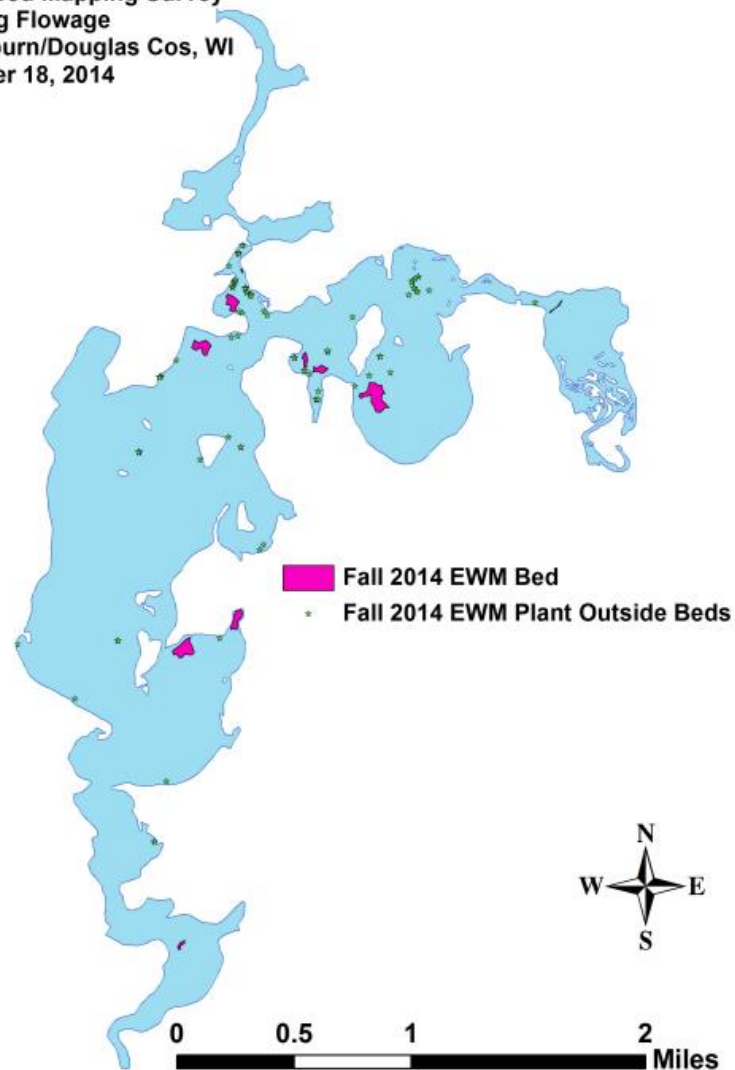 ed Mapping Survey
g Flowage
burn/Douglas Cos, WI
er 18, 2014
Fall 2014 EWM Bed
Fall 2014 EWM Plant Outside Beds
N
W E
S
0 0.5 1 2
Miles